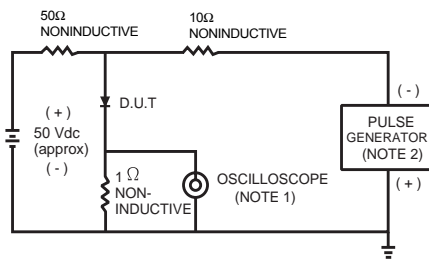 50Ω
NONINDUCTIVE
10Ω
NONINDUCTIVE
D.U.T
( + )
50 Vdc
(approx)
( - )
1 Ω
NON-
INDUCTIVE
OSCILLOSCOPE
(NOTE 1)
( - )
PULSE
GENERATOR
(NOTE 2)
( + )